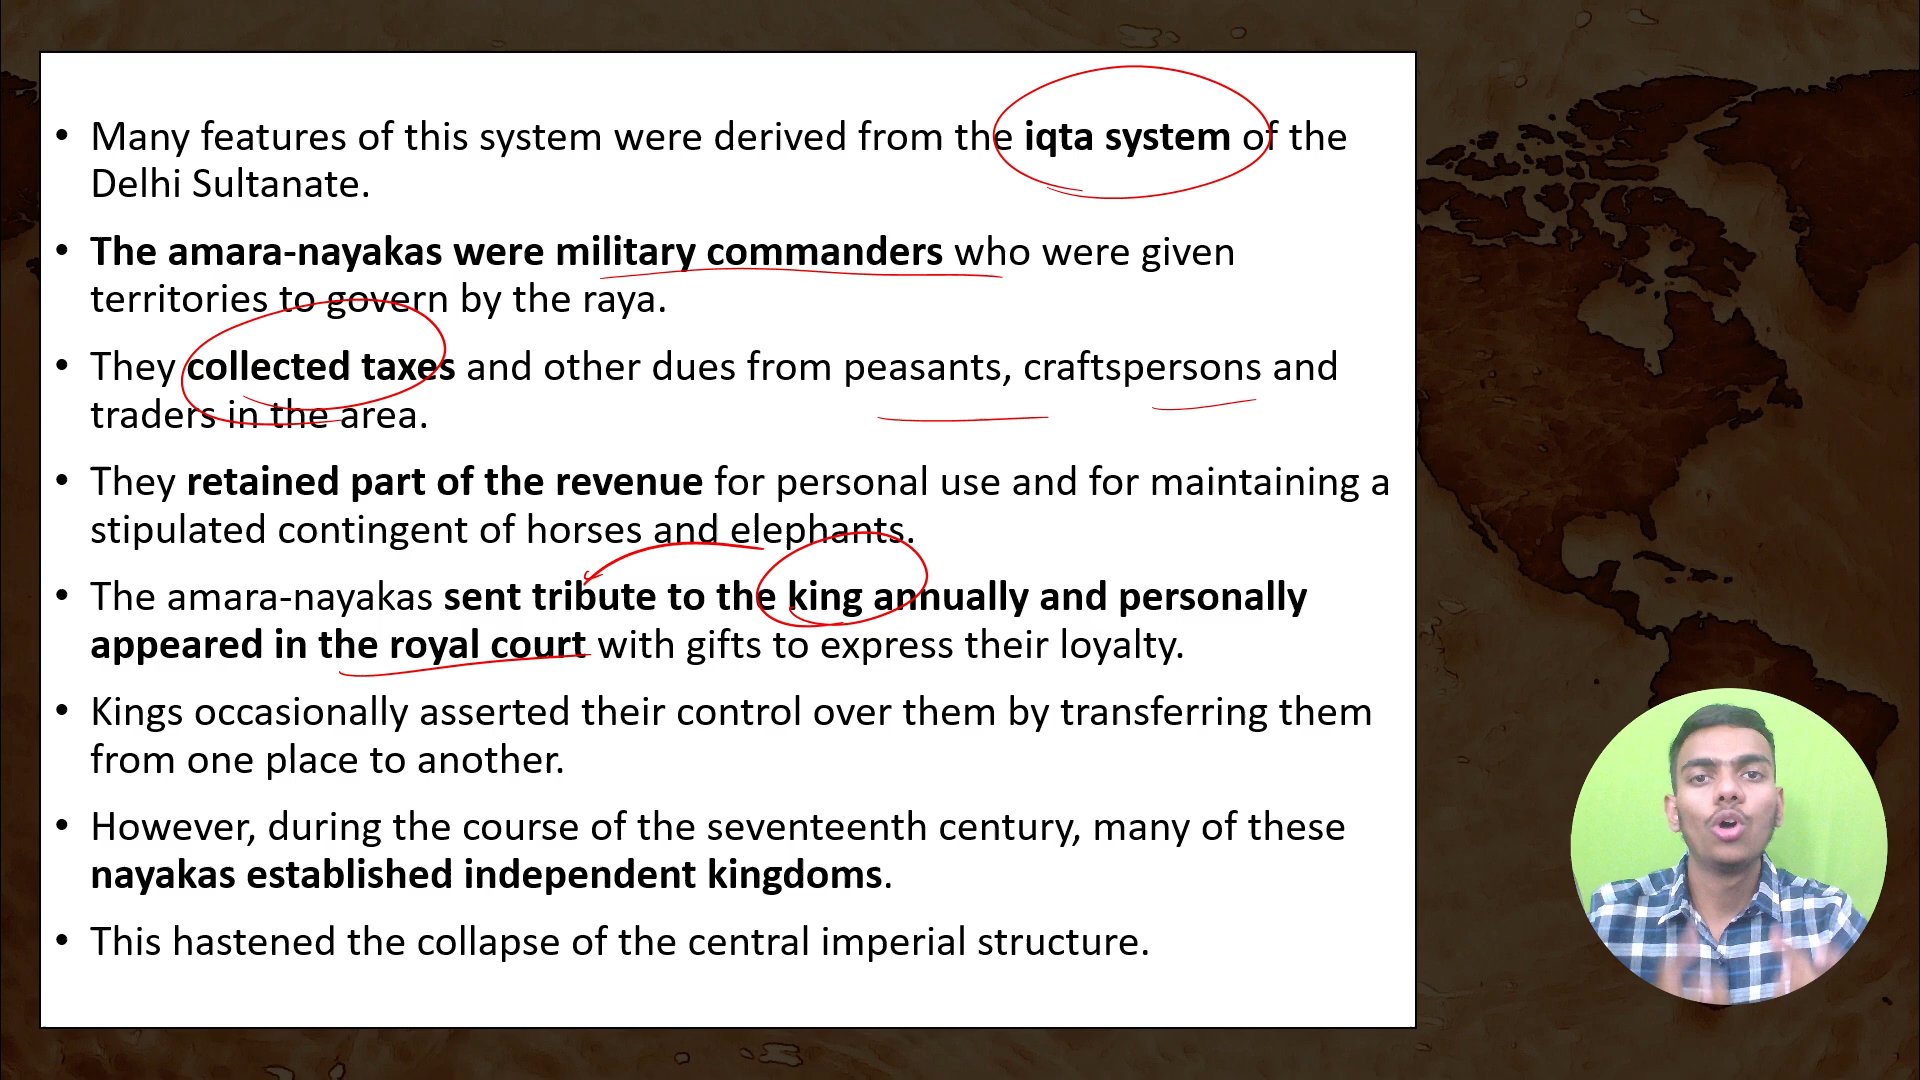 • Many features of this system were derived from the iqta system of the
Delhi Sultanate.
• The amara-nayakas were military commanders who were given
territories to govern by the raya.
• They collected taxes and other dues from peasants, craftspersons and
traders in the area.
• They retained part of the revenue for personal use and for maintaining a
stipulated contingent of horses and elephants.
• The amara-nayakas sent tribute to the king annually and personally
appeared in the royal court with gifts to express their loyalty.
• Kings occasionally asserted their control over them by transferring them
from one place to another.
• However, during the course of the seventeenth century, many of these
nayakas established independent kingdoms.
• This hastened the collapse of the central imperial structure.